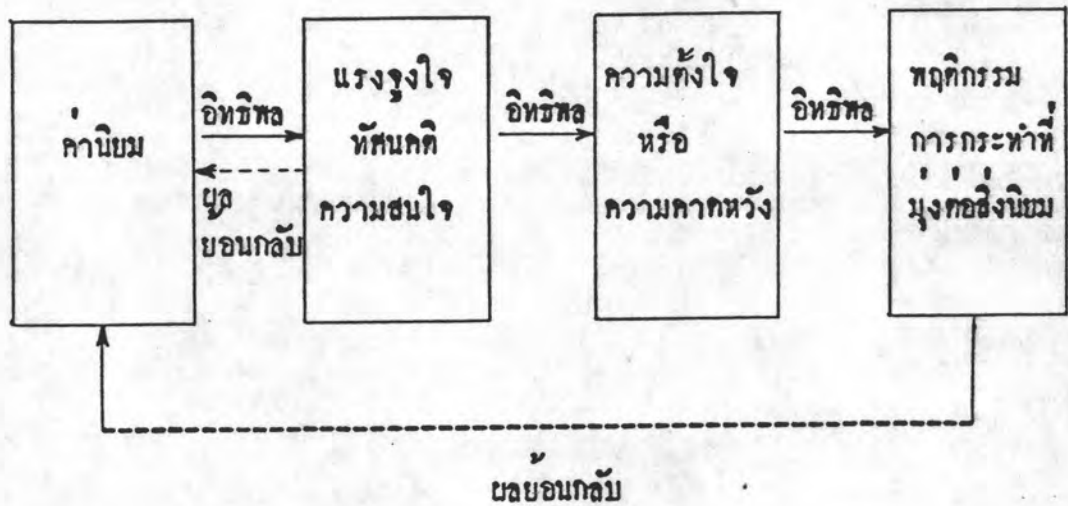 ค่านิยม
อิทธิพล
ผล
ย้อนกลับ
แรงจูงใจ
ทัศนคติ
ความสนใจ
อิทธิพล
ความตั้งใจ
หรือ
ความคาดหวัง
อิทธิพล
พฤติกรรม
การกระทำที่
มุ่งต่อสิ่งนิยม
ผลย้อนกลับ